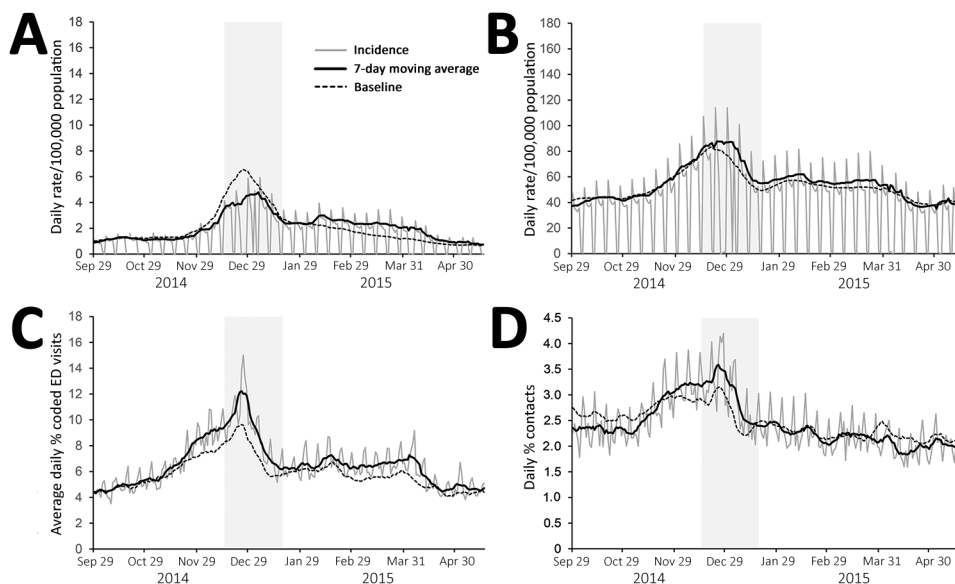 A
Daily rate/100,000 population
18
16
14
12
10
8
6
4
2
0
Incidence
7-day moving average
Baseline
Sep 29 Oct 29 Nov 29 Dec 29 Jan 29 Feb 29 Mar 31 Apr 30
2014 2015
B
Daily rate/100,000 population
180
160
140
120
100
80
60
40
20
0
Sep 29 Oct 29 Nov 29 Dec 29 Jan 29 Feb 29 Mar 31 Apr 30
2014 2015
C
Average daily % coded ED visits
18
16
14
12
10
8
6
4
2
0
Sep 29 Oct 29 Nov 29 Dec 29 Jan 29 Feb 29 Mar 31 Apr 30
2014 2015
D
Daily % contacts
4.5
4.0
3.5
3.0
2.5
2.0
1.5
1.0
0.5
0
Sep 29 Oct 29 Nov 29 Dec 29 Jan 29 Feb 29 Mar 31 Apr 30
2014 2015